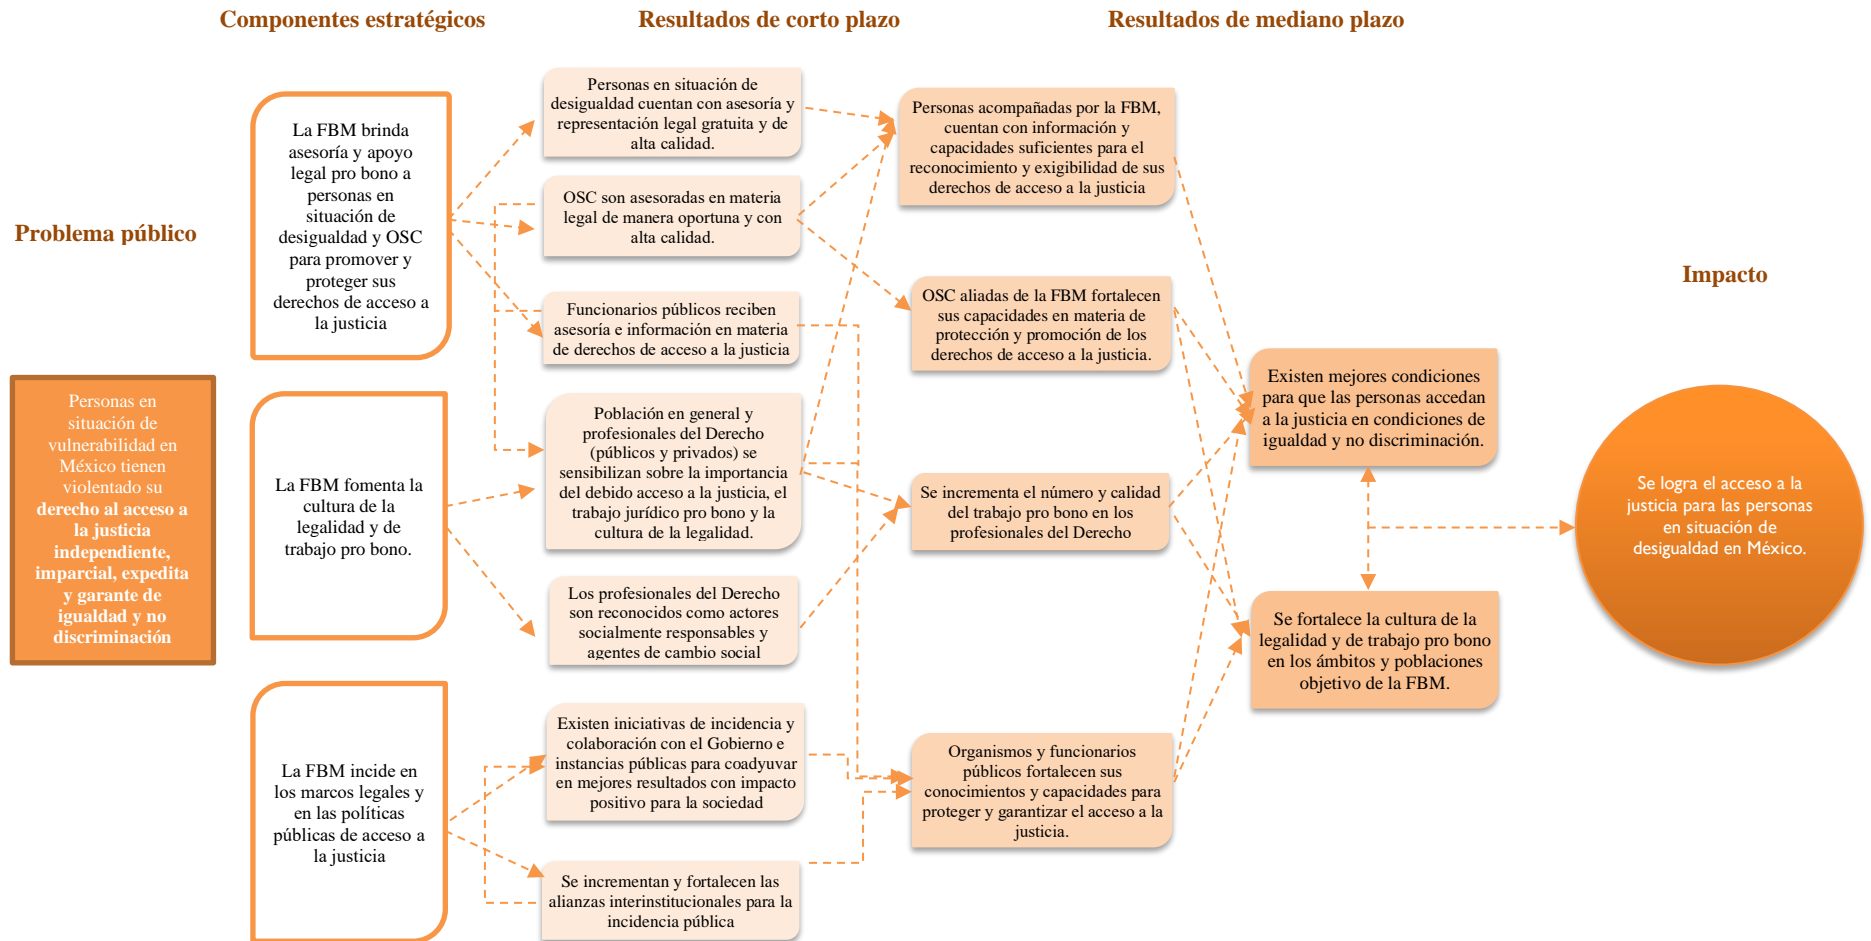 Componentes estratégicos
Resultados de corto plazo
Resultados de mediano plazo
Problema público
Personas en
situación de
vulnerabilidad en
México tienen
violentado su
derecho al acceso a
la justicia
independiente,
imparcial, expedita
y garante de
igualdad y no
discriminación
La FBM brinda
asesoría y apoyo
legal pro bono a
personas en
situación de
desigualdad y OSC
para promover y
proteger sus
derechos de acceso a
la justicia
La FBM fomenta la
cultura de la
legalidad y de
trabajo pro bono.
La FBM incide en
los marcos legales y
en las políticas
públicas de acceso a
la justicia
Personas en situación de
desigualdad cuentan con asesoría y
representación legal gratuita y de
alta calidad.
OSC son asesoradas en materia
legal de manera oportuna y con
alta calidad.
Funcionarios públicos reciben
asesoría e información en materia
de derechos de acceso a la justicia
Población en general y
profesionales del Derecho
(públicos y privados) se
sensibilizan sobre la importancia
del debido acceso a la justicia, el
trabajo jurídico pro bono y la
cultura de la legalidad.
Los profesionales del Derecho
son reconocidos como actores
socialmente responsables y
agentes de cambio social
Existen iniciativas de incidencia y
colaboración con el Gobierno e
instancias públicas para coadyuvar
en mejores resultados con impacto
positivo para la sociedad
Se incrementan y fortalecen las
alianzas interinstitucionales para la
incidencia pública
Personas acompañadas por la FBM,
cuentan con información y
capacidades suficientes para el
reconocimiento y exigibilidad de sus
derechos de acceso a la justicia
OSC aliadas de la FBM fortalecen
sus capacidades en materia de
protección y promoción de los
derechos de acceso a la justicia.
Se incrementa el número y calidad
del trabajo pro bono en los
profesionales del Derecho
Organismos y funcionarios
públicos fortalecen sus
conocimientos y capacidades para
proteger y garantizar el acceso a la
justicia.
Existen mejores condiciones
para que las personas accedan
a la justicia en condiciones de
igualdad y no discriminación.
Se fortalece la cultura de la
legalidad y de trabajo pro bono
en los ámbitos y poblaciones
objetivo de la FBM.
Impacto
Se logra el acceso a la
justicia para las personas
en situación de
desigualdad en México.